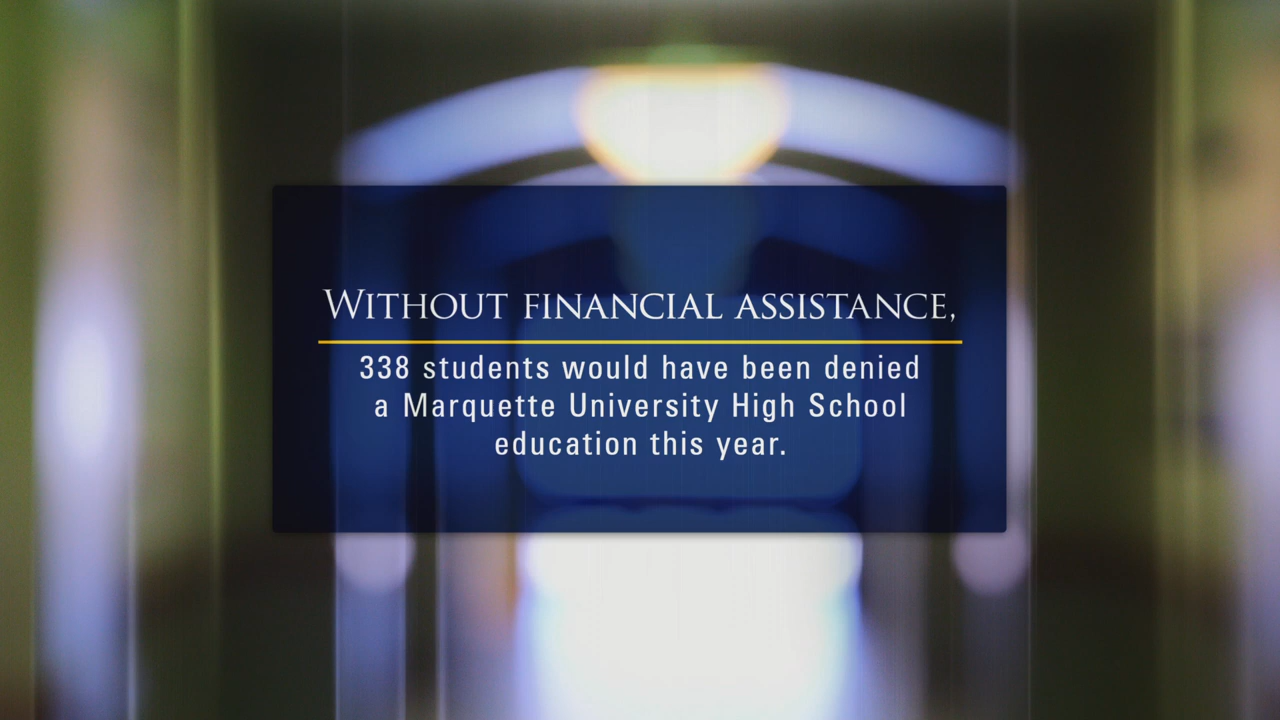 WITHOUT FINANCIAL ASSISTANCE,
338 students would have been denied
a Marquette University High School
education this year.